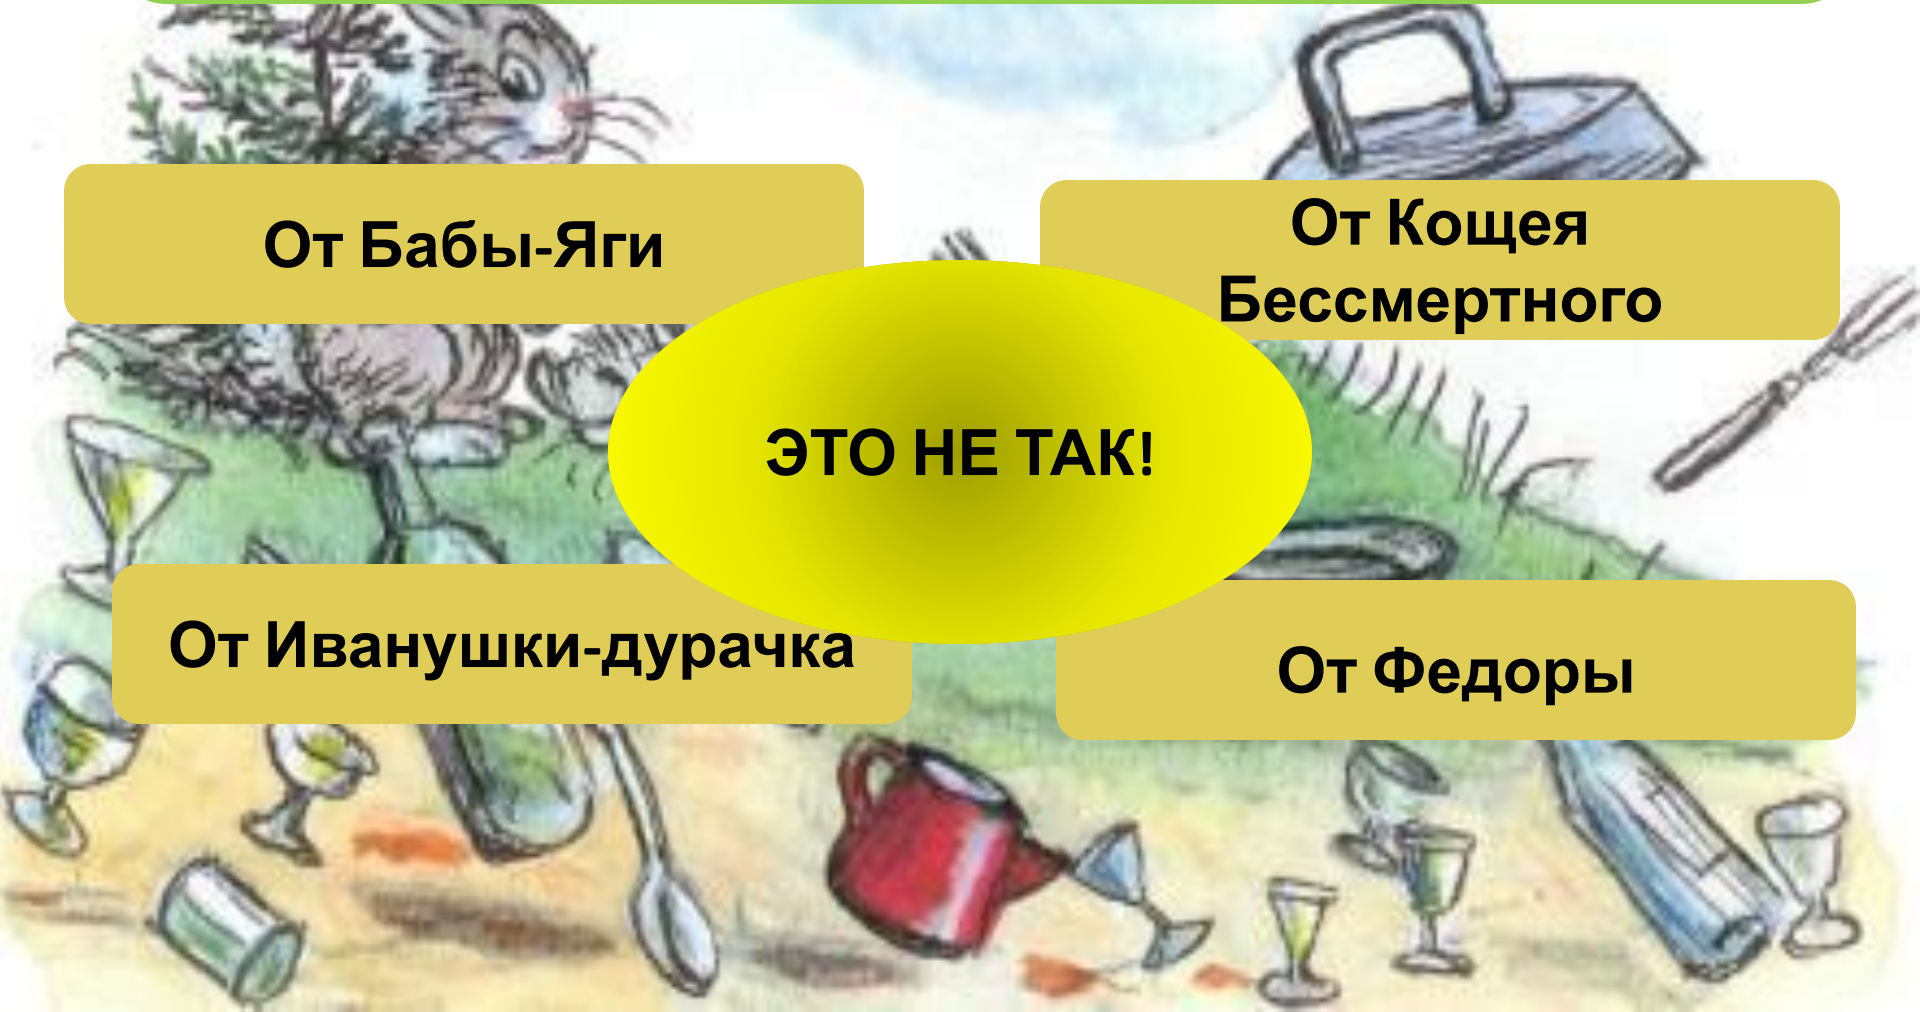 От Бабы-Яги
От Кощея
Бессмертного
ЭТО НЕ ТАК!
От Иванушки-дурачка
От Федоры